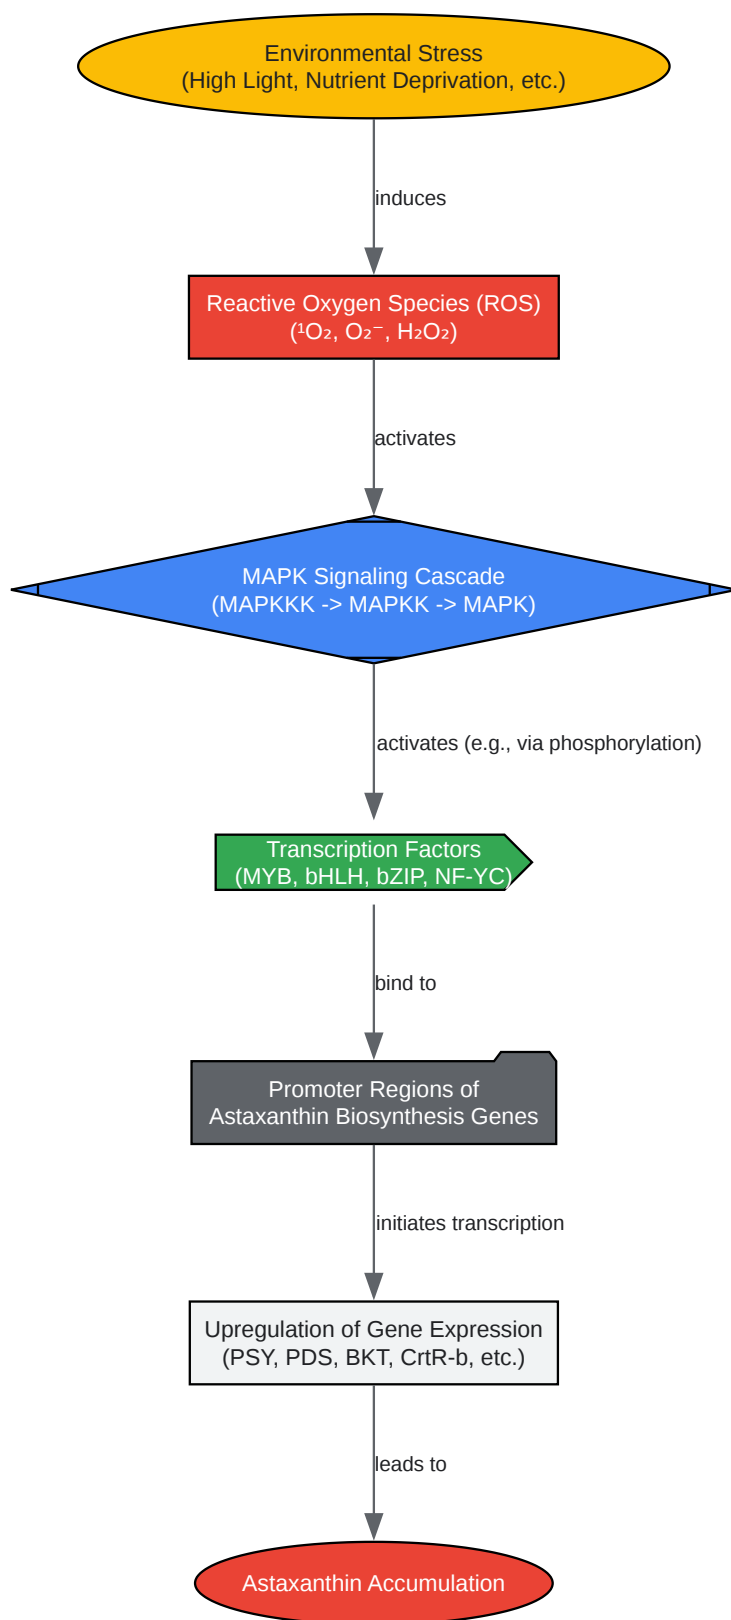 Environmental Stress
(High Light, Nutrient Deprivation, etc.)
induces
Reactive Oxygen Species (ROS)
(¹O₂, O₂⁻, H₂O₂)
activates
MAPK Signaling Cascade
(MAPKKK -> MAPKK -> MAPK)
activates (e.g., via phosphorylation)
Transcription Factors
(MYB, bHLH, bZIP, NF-YC)
bind to
Promoter Regions of
Astaxanthin Biosynthesis Genes
initiates transcription
Upregulation of Gene Expression
(PSY, PDS, BKT, CrtR-b, etc.)
leads to
Astaxanthin Accumulation